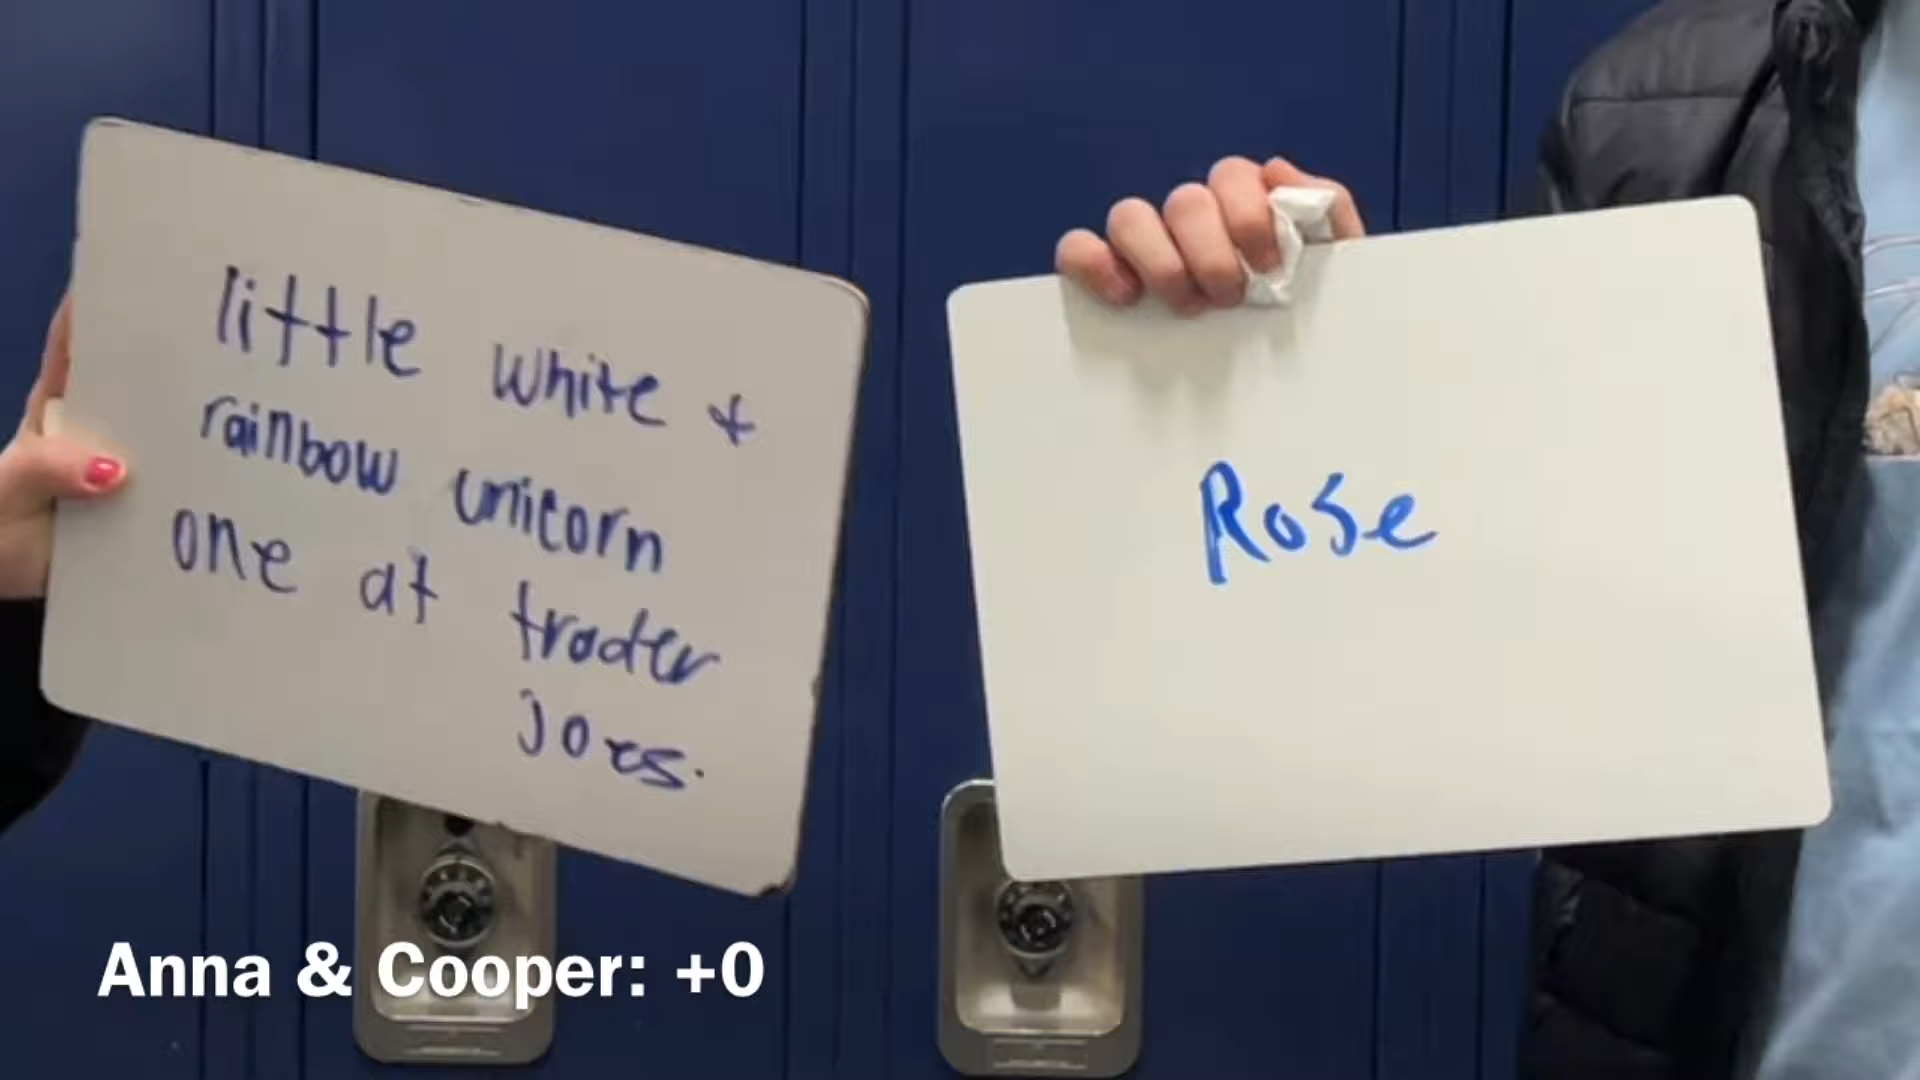 little white +
rainbow unicorn
one at trader
joes.
Rose
Anna & Cooper: +0